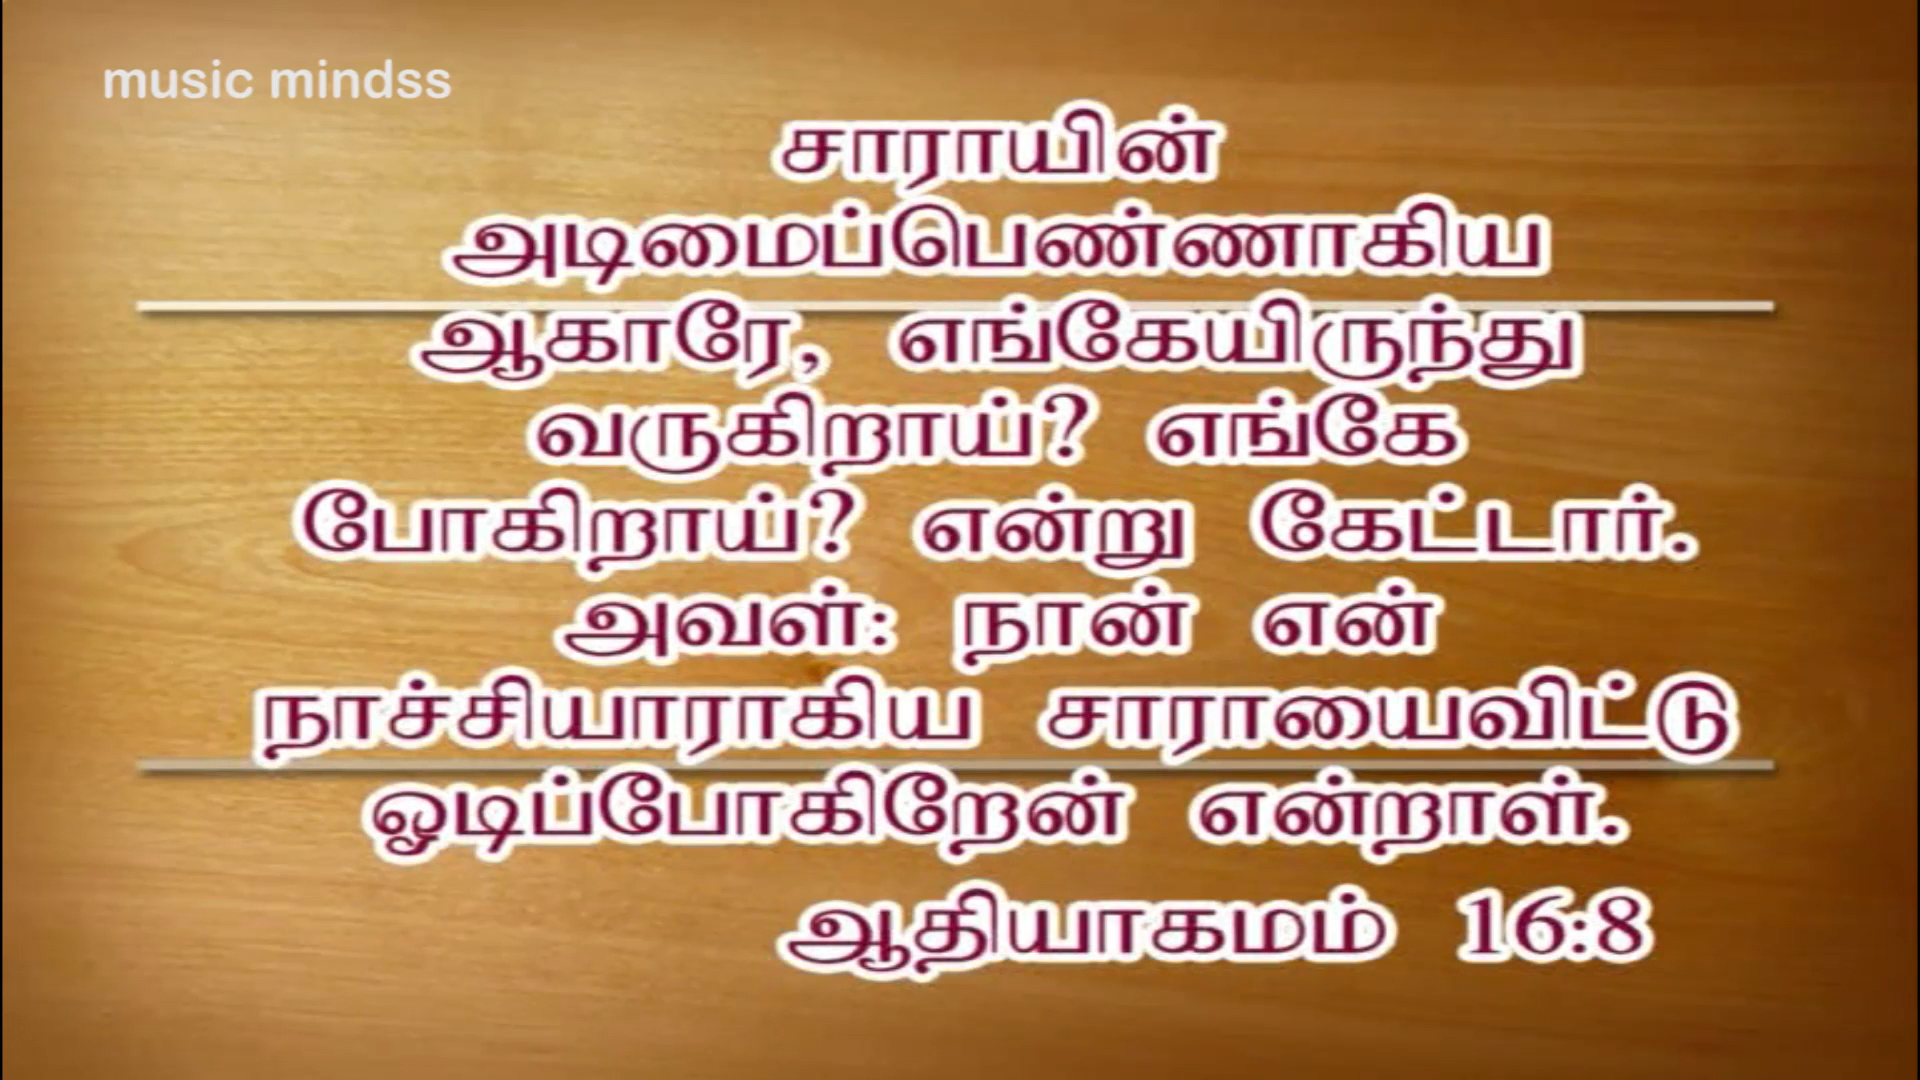 music mindss
சாராயின்
அடிமைப்பெண்ணாகிய
ஆகாரே, எங்கேயிருந்து
வருகிறாய்? எங்கே
போகிறாய்? என்று கேட்டார்.
அவள்: நான் என்
நாச்சியாராகிய சாராயைவிட்டு
ஓடிப்போகிறேன் என்றாள்.
ஆதியாகமம் 16:8